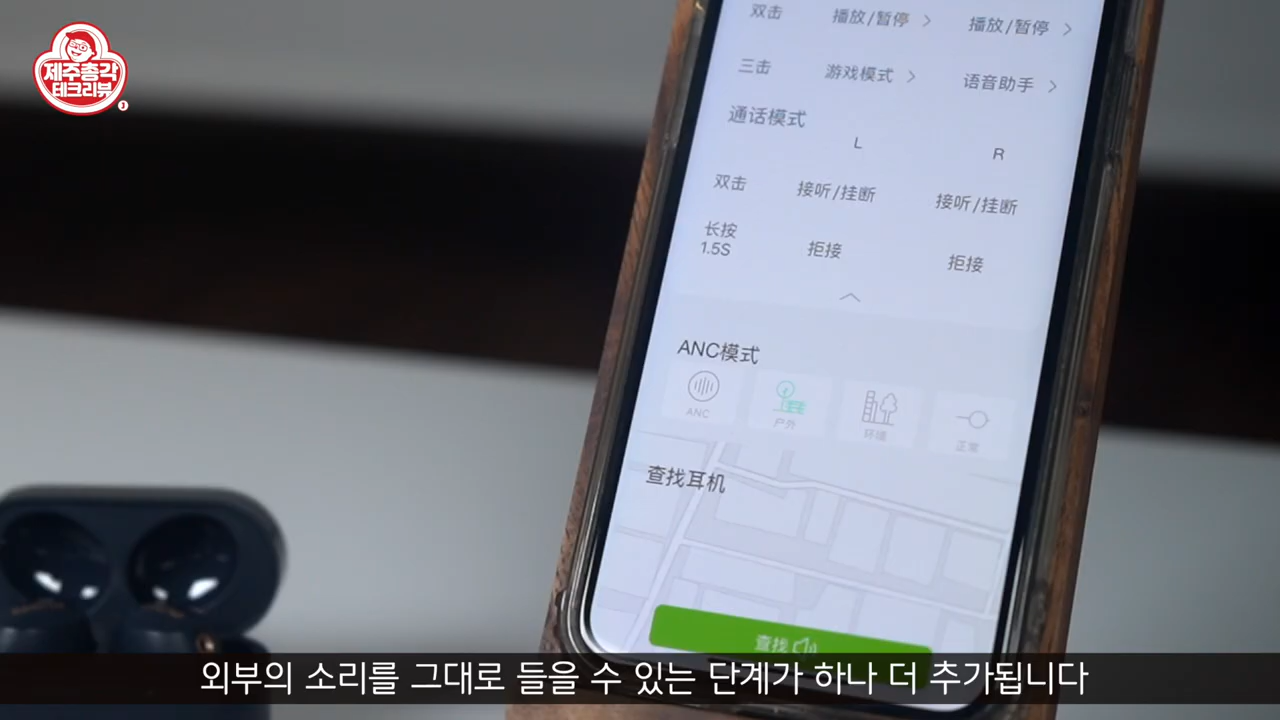 제주총각
테크리뷰
双击 播放/暂停 > 播放/暂停 >
三击 游戏模式 > 语音助手 >
通话模式
L R
双击 接听/挂断 接听/挂断
长按
1.5S 拒接 拒接
ANC模式
ANC 户外 环境 正常
查找耳机
查找
외부의 소리를 그대로 들을 수 있는 단계가 하나 더 추가됩니다